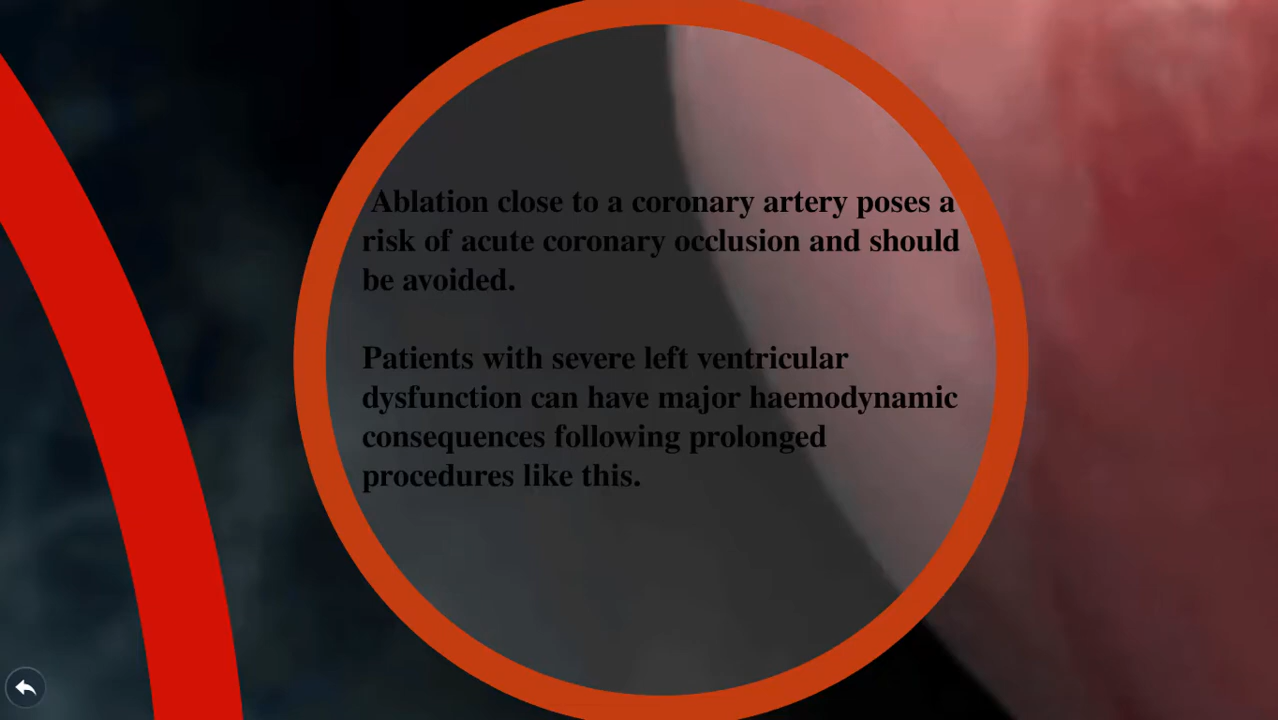 Ablation close to a coronary artery poses a
risk of acute coronary occlusion and should
be avoided.
Patients with severe left ventricular
dysfunction can have major haemodynamic
consequences following prolonged
procedures like this.